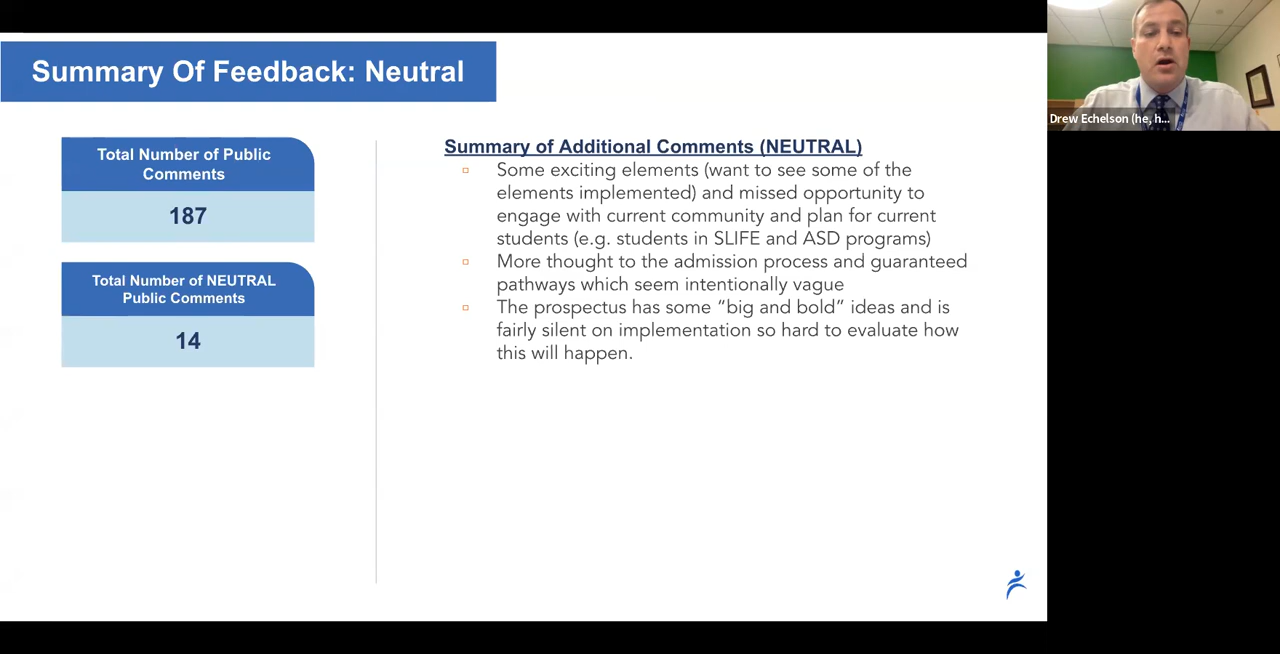 Summary Of Feedback: Neutral
Total Number of Public
Comments
187
Total Number of NEUTRAL
Public Comments
14
Summary of Additional Comments (NEUTRAL)
Some exciting elements (want to see some of the
elements implemented) and missed opportunity to
engage with current community and plan for current
students (e.g. students in SLIFE and ASD programs)
More thought to the admission process and guaranteed
pathways which seem intentionally vague
The prospectus has some “big and bold” ideas and is
fairly silent on implementation so hard to evaluate how
this will happen.
Drew Echelson (he, h...